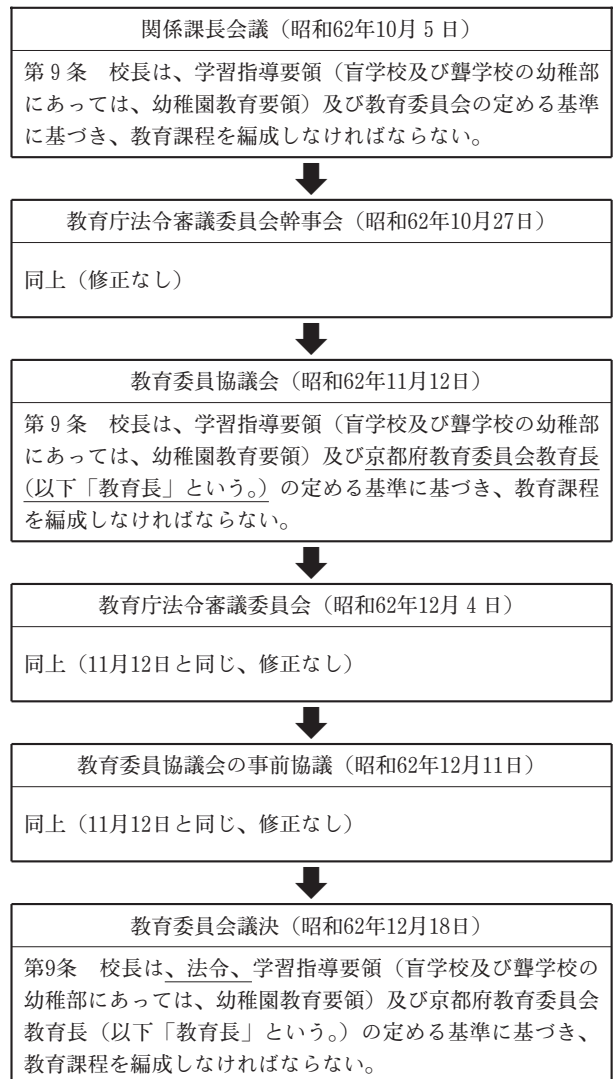 関係課長会議（昭和62年10月5日）
第9条　校長は、学習指導要領（盲学校及び聾学校の幼稚部
にあっては、幼稚園教育要領）及び教育委員会の定める基準
に基づき、教育課程を編成しなければならない。
教育庁法令審議委員会幹事会（昭和62年10月27日）
同上（修正なし）
教育委員協議会（昭和62年11月12日）
第9条　校長は、学習指導要領（盲学校及び聾学校の幼稚部
にあっては、幼稚園教育要領）及び京都府教育委員会教育長
（以下「教育長」という。）の定める基準に基づき、教育課程
を編成しなければならない。
教育庁法令審議委員会（昭和62年12月4日）
同上（11月12日と同じ、修正なし）
教育委員協議会の事前協議（昭和62年12月11日）
同上（11月12日と同じ、修正なし）
教育委員会議決（昭和62年12月18日）
第9条　校長は、法令、学習指導要領（盲学校及び聾学校の
幼稚部にあっては、幼稚園教育要領）及び京都府教育委員会
教育長（以下「教育長」という。）の定める基準に基づき、
教育課程を編成しなければならない。